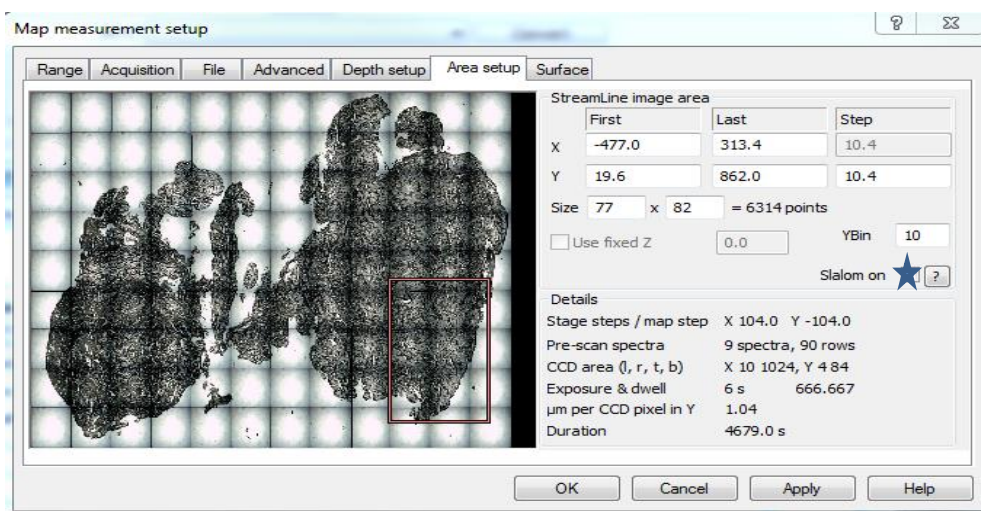 Map measurement setup
Range Acquisition File Advanced Depth setup Area setup Surface
StreamLine image area
First Last Step
X -477.0 313.4 10.4
Y 19.6 862.0 10.4
Size 77 x 82 = 6314 points
Use fixed Z 0.0 YBin 10
Slalom on ?
Details
Stage steps / map step X 104.0 Y -104.0
Pre-scan spectra 9 spectra, 90 rows
CCD area (l, r, t, b) X 10 1024, Y 4 84
Exposure & dwell 6 s 666.667
µm per CCD pixel in Y 1.04
Duration 4679.0 s
OK Cancel Apply Help